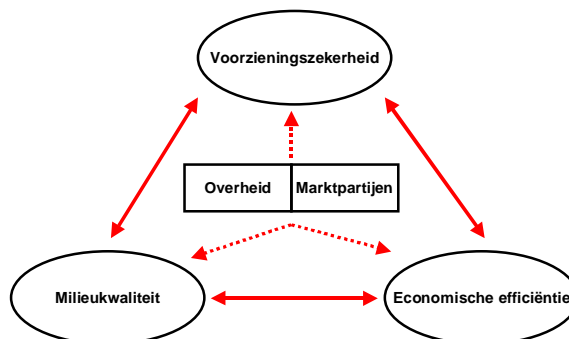 Voorzieningszekerheid
Overheid Marktpartijen
Milieukwaliteit
Economische efficiëntie